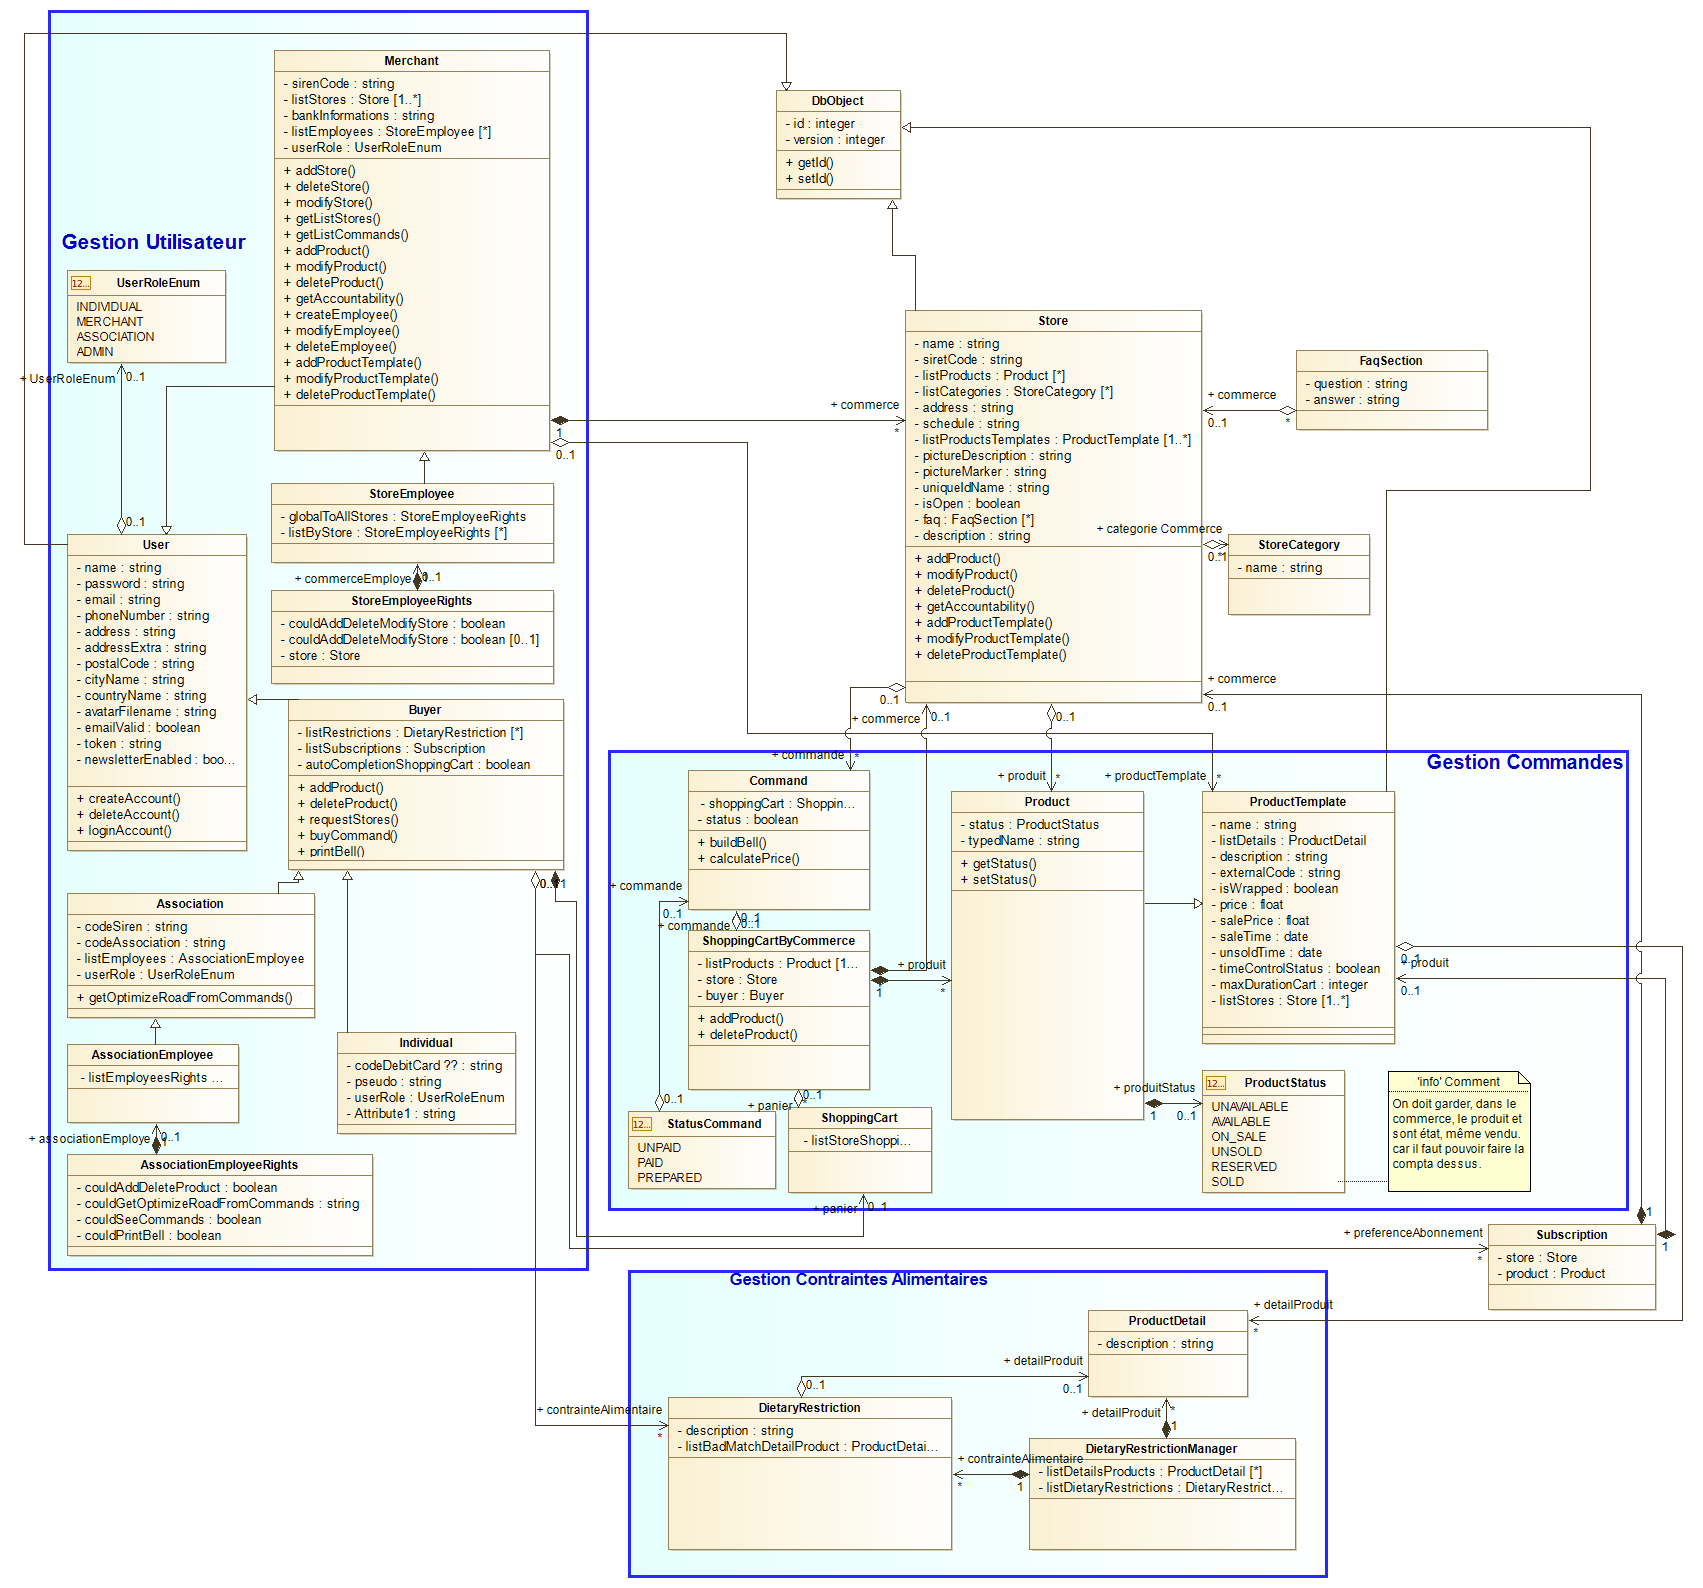 Gestion Utilisateur
Merchant
- sirenCode : string
- listStores : Store [1..*]
- bankInformations : string
- listEmployees : StoreEmployee [*]
- userRole : UserRoleEnum
+ addStore()
+ deleteStore()
+ modifyStore()
+ getListStores()
+ getListCommands()
+ addProduct()
+ modifyProduct()
+ deleteProduct()
+ getAccountability()
+ createEmployee()
+ modifyEmployee()
+ deleteEmployee()
+ addProductTemplate()
+ modifyProductTemplate()
+ deleteProductTemplate()
1
0..1
DbObject
- id : integer
- version : integer
+ getId()
+ setId()
12...
UserRoleEnum
INDIVIDUAL
MERCHANT
ASSOCIATION
ADMIN
+ UserRoleEnum
0..1
0..1
StoreEmployee
- globalToAllStores : StoreEmployeeRights
- listByStore : StoreEmployeeRights [*]
+ commerceEmploye
0..1
StoreEmployeeRights
- couldAddDeleteModifyStore : boolean
- couldAddDeleteModifyStore : boolean [0..1]
- store : Store
User
- name : string
- password : string
- email : string
- phoneNumber : string
- address : string
- addressExtra : string
- postalCode : string
- cityName : string
- countryName : string
- avatarFilename : string
- emailValid : boolean
- token : string
- newsletterEnabled : boo...
+ createAccount()
+ deleteAccount()
+ loginAccount()
Buyer
- listRestrictions : DietaryRestriction [*]
- listSubscriptions : Subscription
- autoCompletionShoppingCart : boolean
+ addProduct()
+ deleteProduct()
+ requestStores()
+ buyCommand()
+ printBell()
Association
- codeSiren : string
- codeAssociation : string
- listEmployees : AssociationEmployee
- userRole : UserRoleEnum
+ getOptimizeRoadFromCommands()
AssociationEmployee
- listEmployeesRights ...
+ associationEmploye
0..1
AssociationEmployeeRights
- couldAddDeleteProduct : boolean
- couldGetOptimizeRoadFromCommands : string
- couldSeeCommands : boolean
- couldPrintBell : boolean
Individual
- codeDebitCard ?? : string
- pseudo : string
- userRole : UserRoleEnum
- Attribute1 : string
+ commerce
*
Store
- name : string
- siretCode : string
- listProducts : Product [*]
- listCategories : StoreCategory [*]
- address : string
- schedule : string
- listProductsTemplates : ProductTemplate [1..*]
- pictureDescription : string
- pictureMarker : string
- uniqueIdName : string
- isOpen : boolean
- faq : FaqSection [*]
- description : string
+ addProduct()
+ modifyProduct()
+ deleteProduct()
+ getAccountability()
+ addProductTemplate()
+ modifyProductTemplate()
+ deleteProductTemplate()
+ commerce
0..1
*
FaqSection
- question : string
- answer : string
+ categorie Commerce
0..1
StoreCategory
- name : string
+ commerce
0..1
0..1
+ commerce
0..1
0..1
Gestion Commandes
+ commande
*
+ produit
*
+ productTemplate
*
Command
- shoppingCart : Shoppin...
- status : boolean
+ buildBell()
+ calculatePrice()
+ commande
0..1
+ commande
0..1
ShoppingCartByCommerce
- listProducts : Product [1...
- store : Store
- buyer : Buyer
+ addProduct()
+ deleteProduct()
+ produit
1
*
Product
- status : ProductStatus
- typedName : string
+ getStatus()
+ setStatus()
ProductTemplate
- name : string
- listDetails : ProductDetail
- description : string
- externalCode : string
- isWrapped : boolean
- price : float
- salePrice : float
- saleTime : date
- unsoldTime : date
- timeControlStatus : boolean
- maxDurationCart : integer
- listStores : Store [1..*]
0..1
+ produit
0..1
0..1
12...
StatusCommand
UNPAID
PAID
PREPARED
+ panier
*
0..1
ShoppingCart
- listStoreShoppi...
+ panier
0..1
+ produitStatus
1
0..1
12...
ProductStatus
UNAVAILABLE
AVAILABLE
ON_SALE
UNSOLD
RESERVED
SOLD
'info' Comment
On doit garder, dans le
commerce, le produit et
sont état, même vendu.
car il faut pouvoir faire la
compta dessus.
+ preferenceAbonnement
*
1
1
Subscription
- store : Store
- product : Product
Gestion Contraintes Alimentaires
+ detailProduit
*
ProductDetail
- description : string
+ detailProduit
0..1
0..1
+ contrainteAlimentaire
*
DietaryRestriction
- description : string
- listBadMatchDetailProduct : ProductDetai...
+ detailProduit
*
1
DietaryRestrictionManager
- listDetailsProducts : ProductDetail [*]
- listDietaryRestrictions : DietaryRestrict...
+ contrainteAlimentaire
*
1